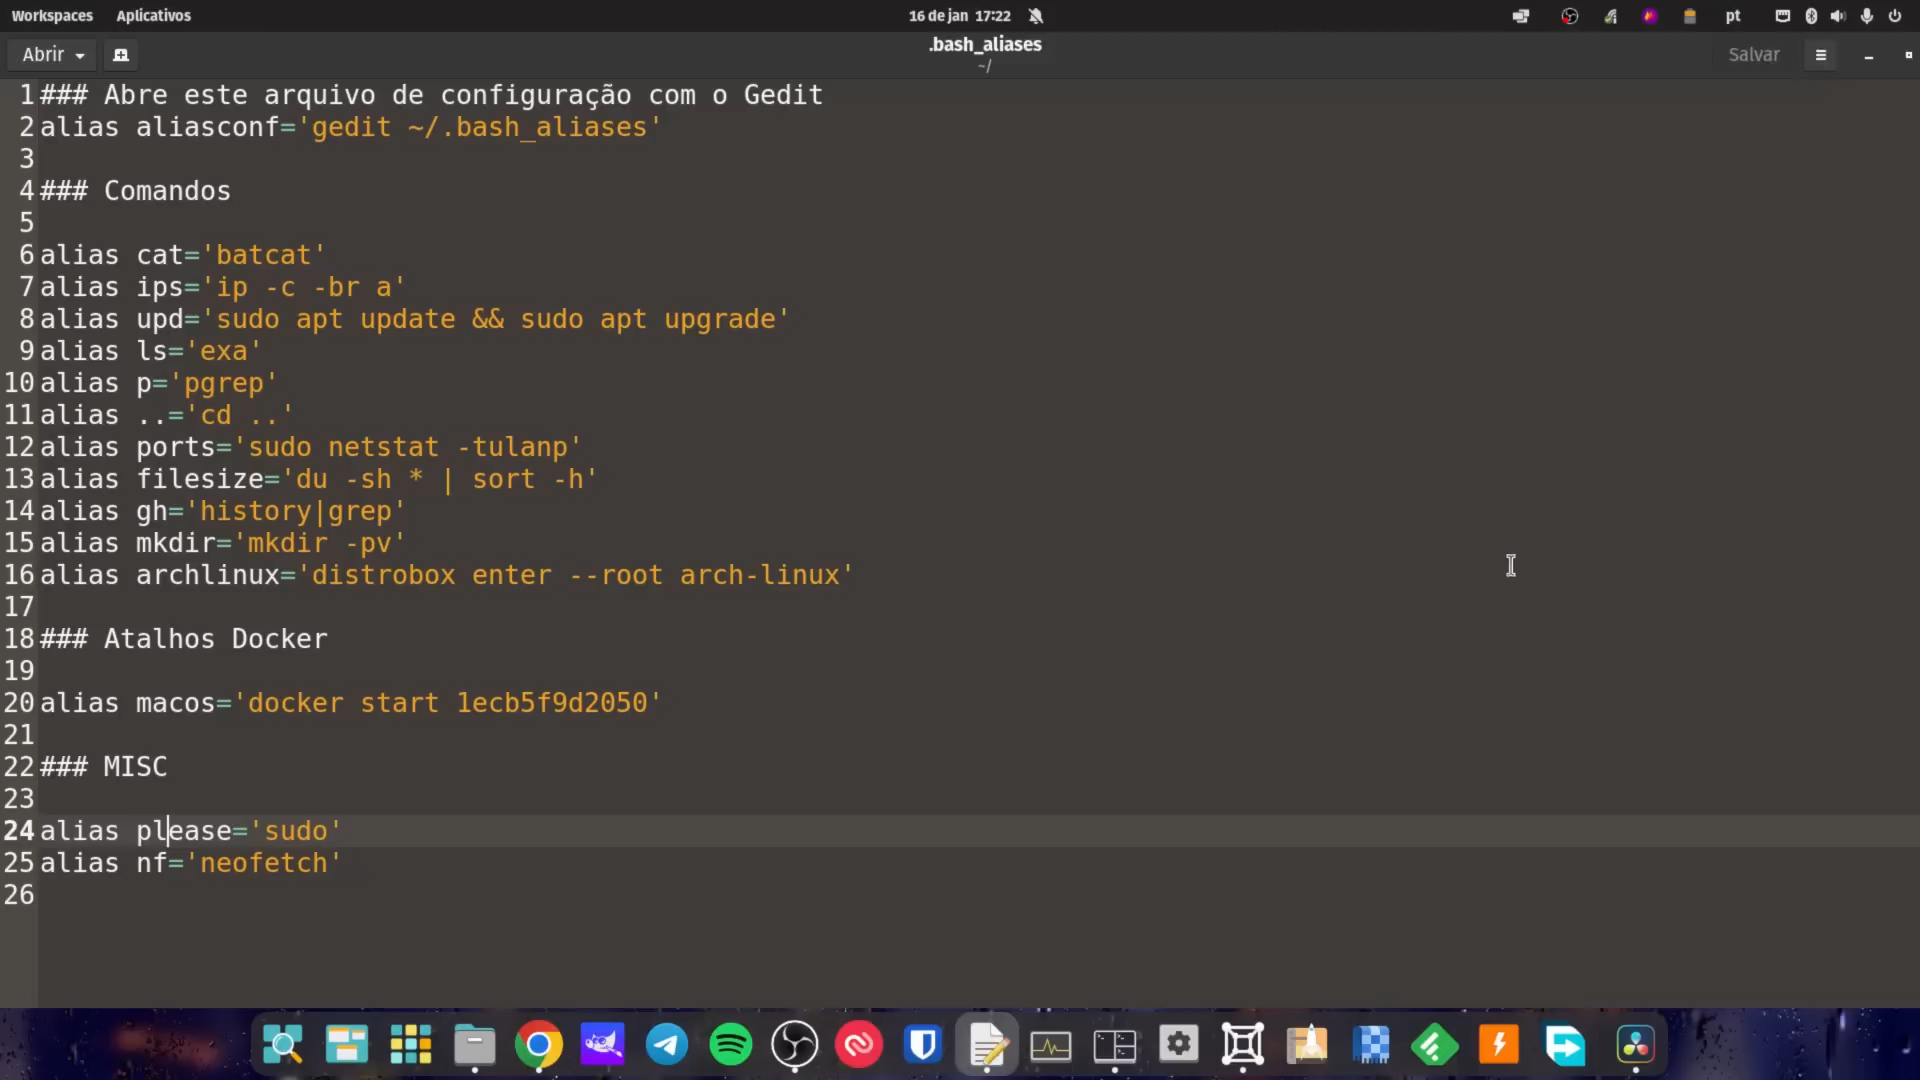 Workspaces Aplicativos 16 de jan 17:22 pt
Abrir .bash_aliases Salvar
~/
1 ### Abre este arquivo de configuração com o Gedit
2 alias aliasconf='gedit ~/.bash_aliases'
3
4 ### Comandos
5
6 alias cat='batcat'
7 alias ips='ip -c -br a'
8 alias upd='sudo apt update && sudo apt upgrade'
9 alias ls='exa'
10 alias p='pgrep'
11 alias ..='cd ..'
12 alias ports='sudo netstat -tulanp'
13 alias filesize='du -sh * | sort -h'
14 alias gh='history|grep'
15 alias mkdir='mkdir -pv'
16 alias archlinux='distrobox enter --root arch-linux'
17
18 ### Atalhos Docker
19
20 alias macos='docker start 1ecb5f9d2050'
21
22 ### MISC
23
24 alias please='sudo'
25 alias nf='neofetch'
26